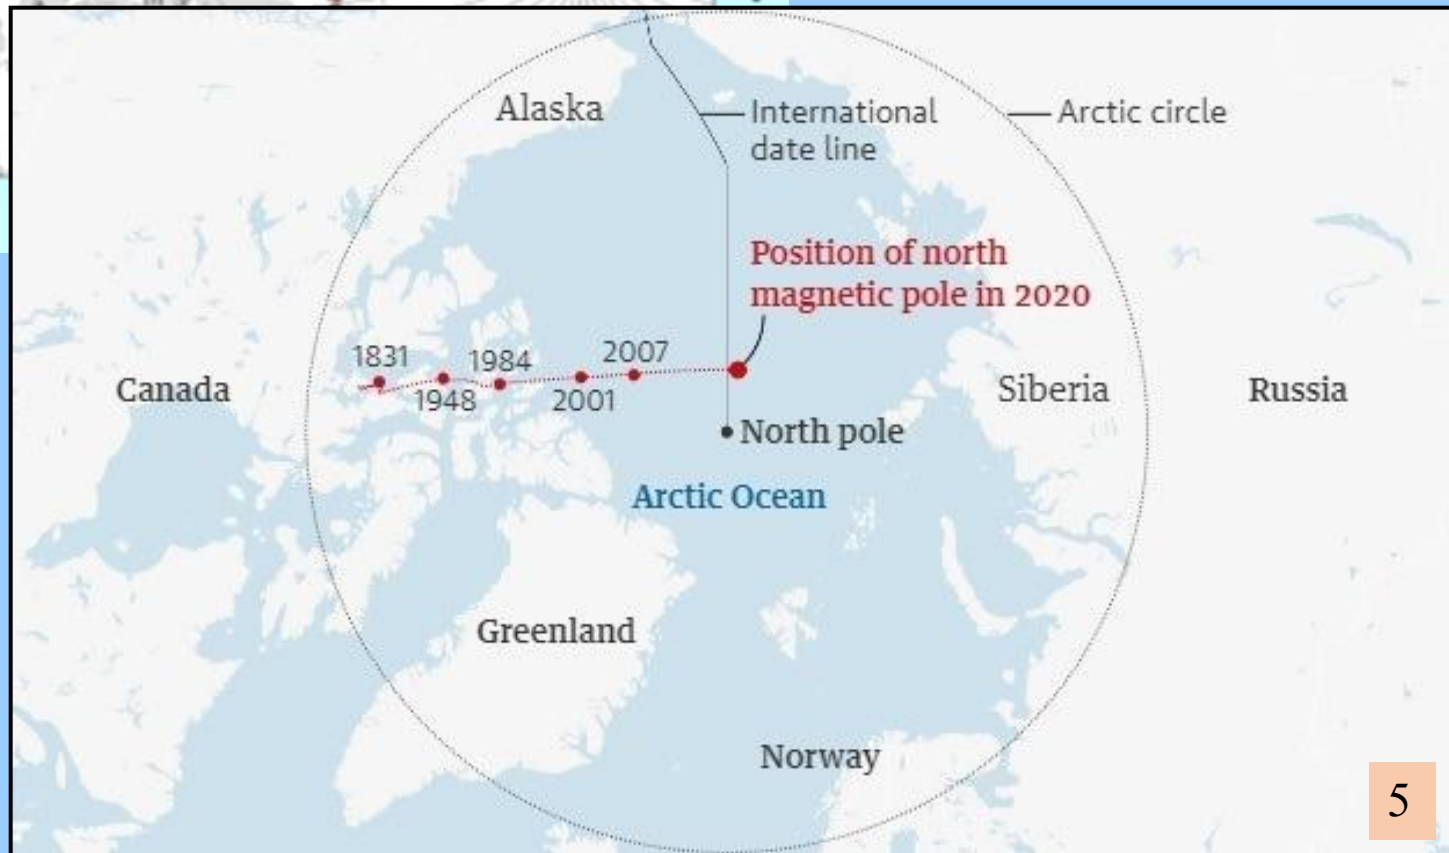 Alaska
International
date line
Arctic circle
Position of north
magnetic pole in 2020
1831
1984
2007
Canada
1948
2001
Siberia
Russia
North pole
Arctic Ocean
Greenland
Norway
5